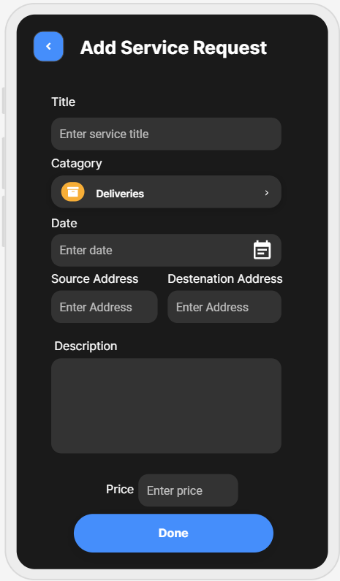 Add Service Request
Title
Enter service title
Catagory
Deliveries
Date
Enter date
Source Address Destenation Address
Enter Address Enter Address
Description
Price Enter price
Done